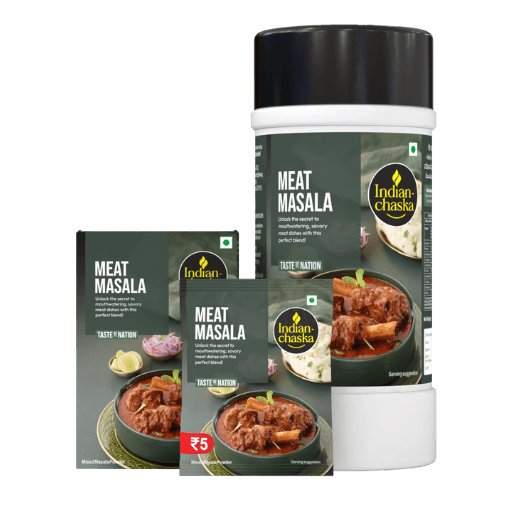 MEAT
MASALA
Unlock the secret to
mouthwatering, savory
meat dishes with this
perfect blend!
TASTE OF NATION
Indian-
chaska
Serving suggestion
MEAT
MASALA
Unlock the secret to
mouthwatering, savory
meat dishes with this
perfect blend!
TASTE OF NATION
Indian-
Mixed Masala Powder
MEAT
MASALA
Unlock the secret to
mouthwatering, savory
meat dishes with this
perfect blend!
TASTE OF NATION
Indian-
chaska
₹5
Mixed Masala Powder
Serving suggestion